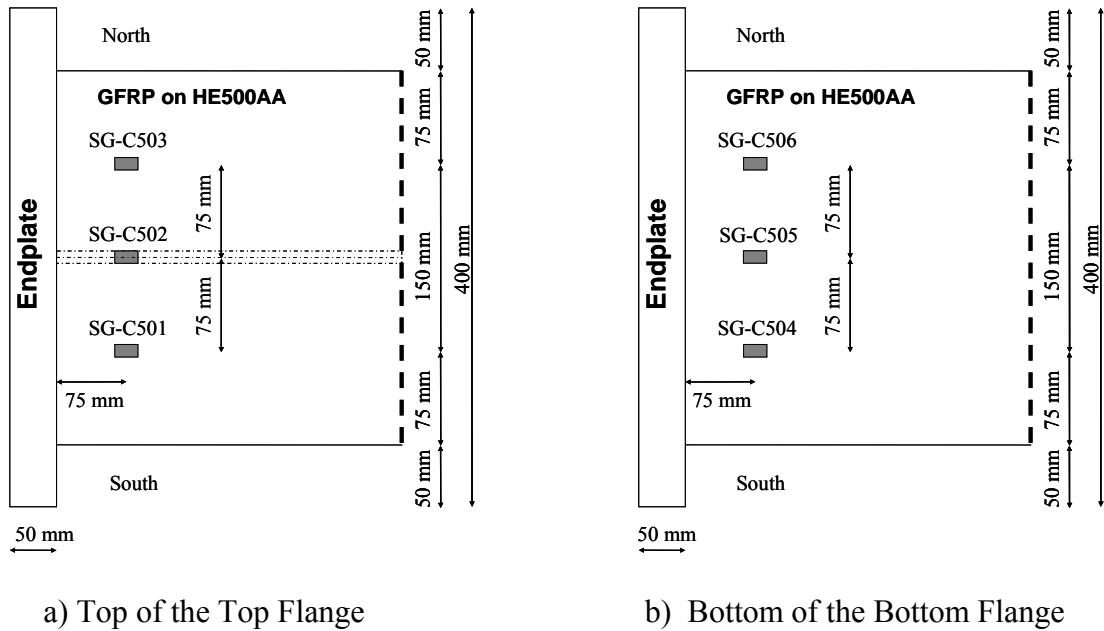 North
GFRP on HE500AA
SG-C503
SG-C502
SG-C501
Endplate
75 mm
75 mm
75 mm
South
50 mm
50 mm
75 mm
150 mm
75 mm
50 mm
400 mm
a) Top of the Top Flange
North
GFRP on HE500AA
SG-C506
SG-C505
SG-C504
Endplate
75 mm
75 mm
75 mm
South
50 mm
50 mm
75 mm
150 mm
75 mm
50 mm
400 mm
b) Bottom of the Bottom Flange